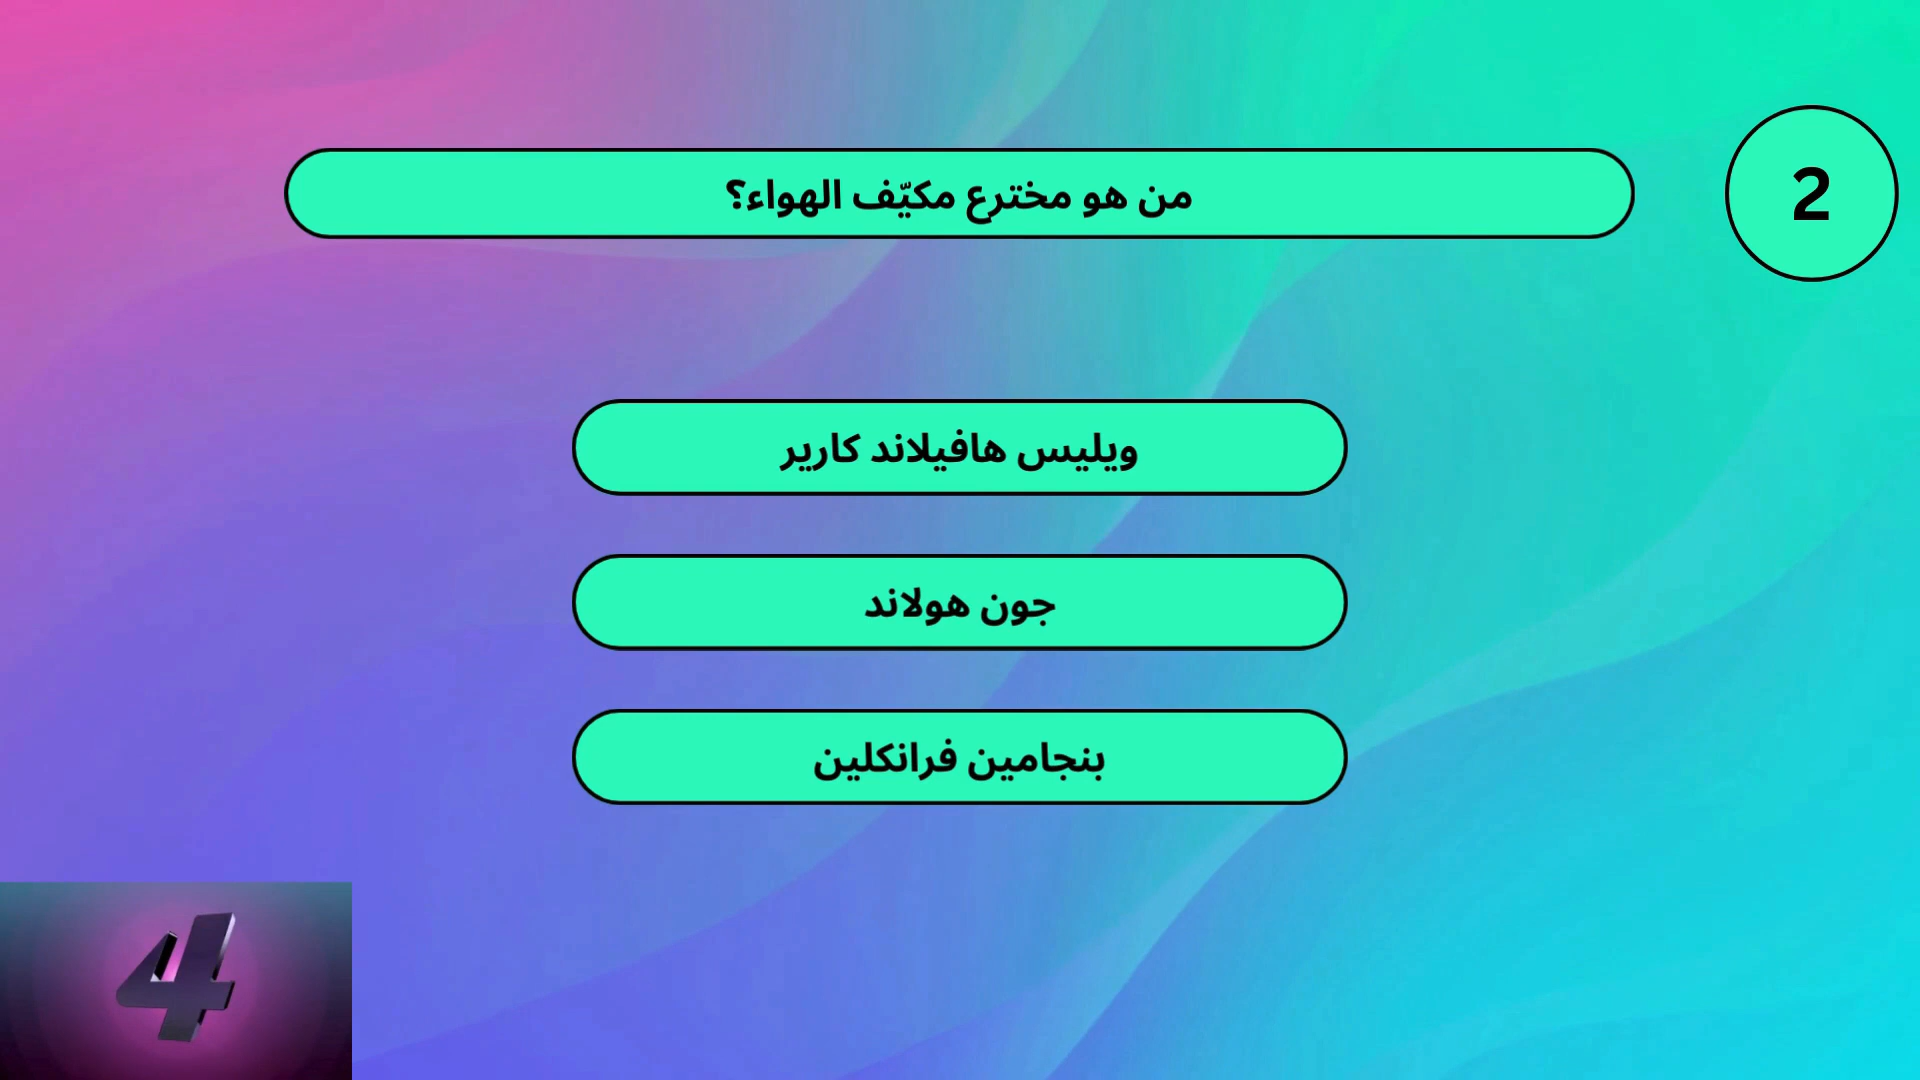 2
من هو مخترع مكيّف الهواء؟
ويليس هافيلاند كارير
جون هولاند
بنجامين فرانكلين
4